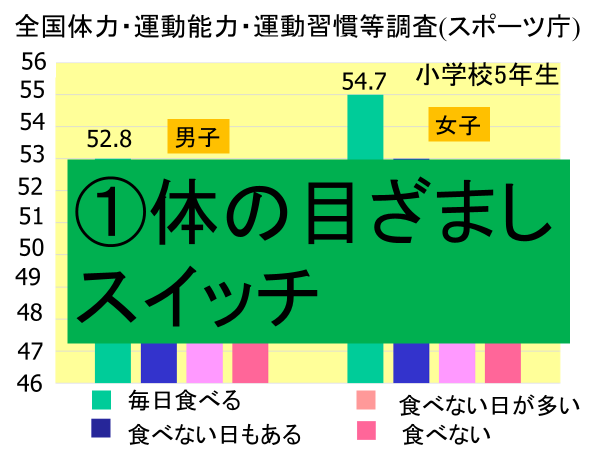 全国体力・運動能力・運動習慣等調査(スポーツ庁)
小学校5年生
56
55
54
53
52
51
50
49
48
47
46
52.8
男子
54.7
女子
①体の目ざまし
スイッチ
毎日食べる
食べない日もある
食べない日が多い
食べない